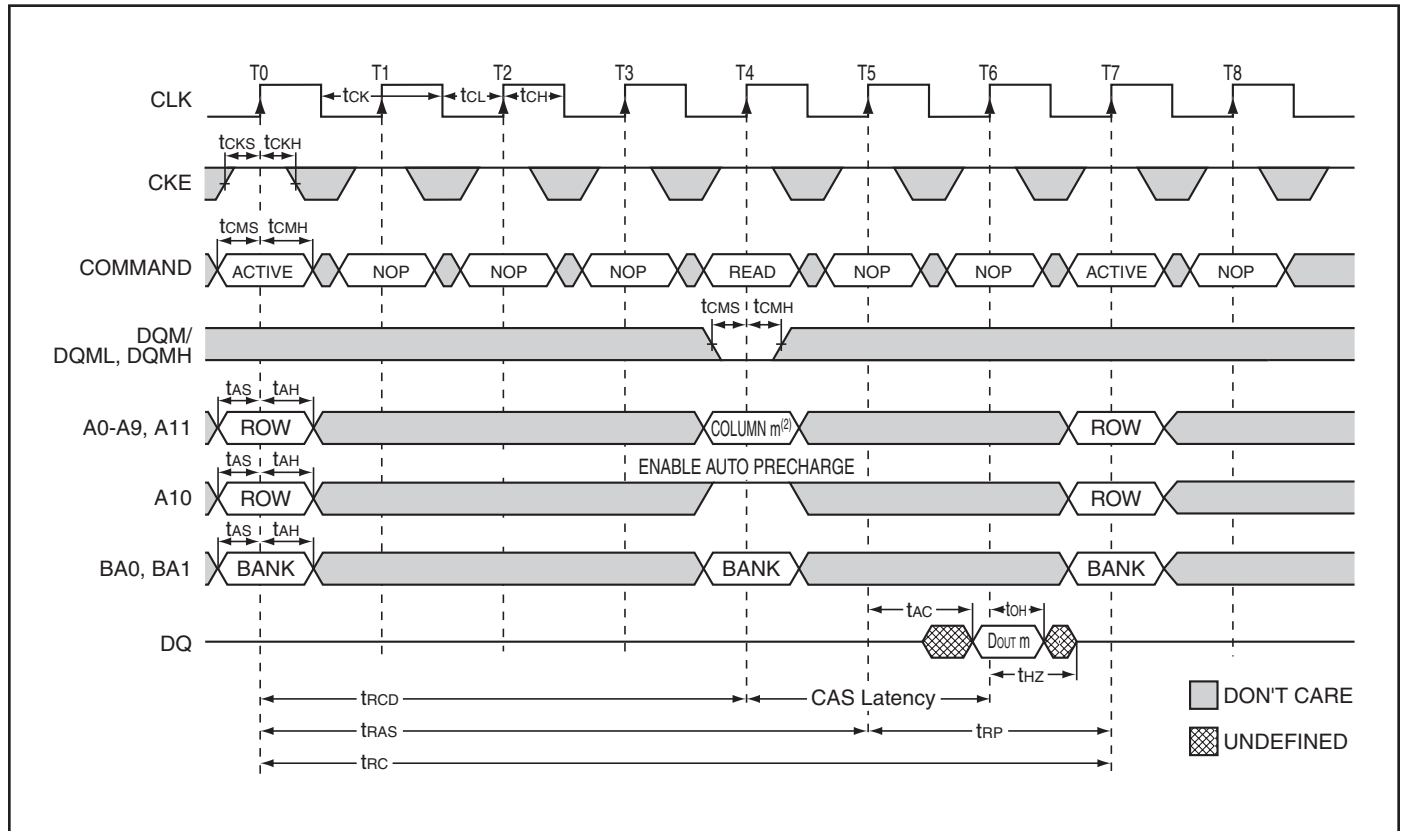 T0 T1 T2 T3 T4 T5 T6 T7 T8
CLK
tCK tCL tCH
tCKS tCKH
CKE
tCMS tCMH
COMMAND ACTIVE NOP NOP NOP READ NOP NOP ACTIVE NOP
tCMS tCMH
DQM/
DQML, DQMH
tAS tAH
A0-A9, A11 ROW COLUMN m(2) ROW
tAS tAH ENABLE AUTO PRECHARGE
A10 ROW ROW
tAS tAH
BA0, BA1 BANK BANK BANK
tAC tOH
DQ DOUT m
tHZ
tRCD CAS Latency
DON'T CARE
tRAS tRP
UNDEFINED
tRC